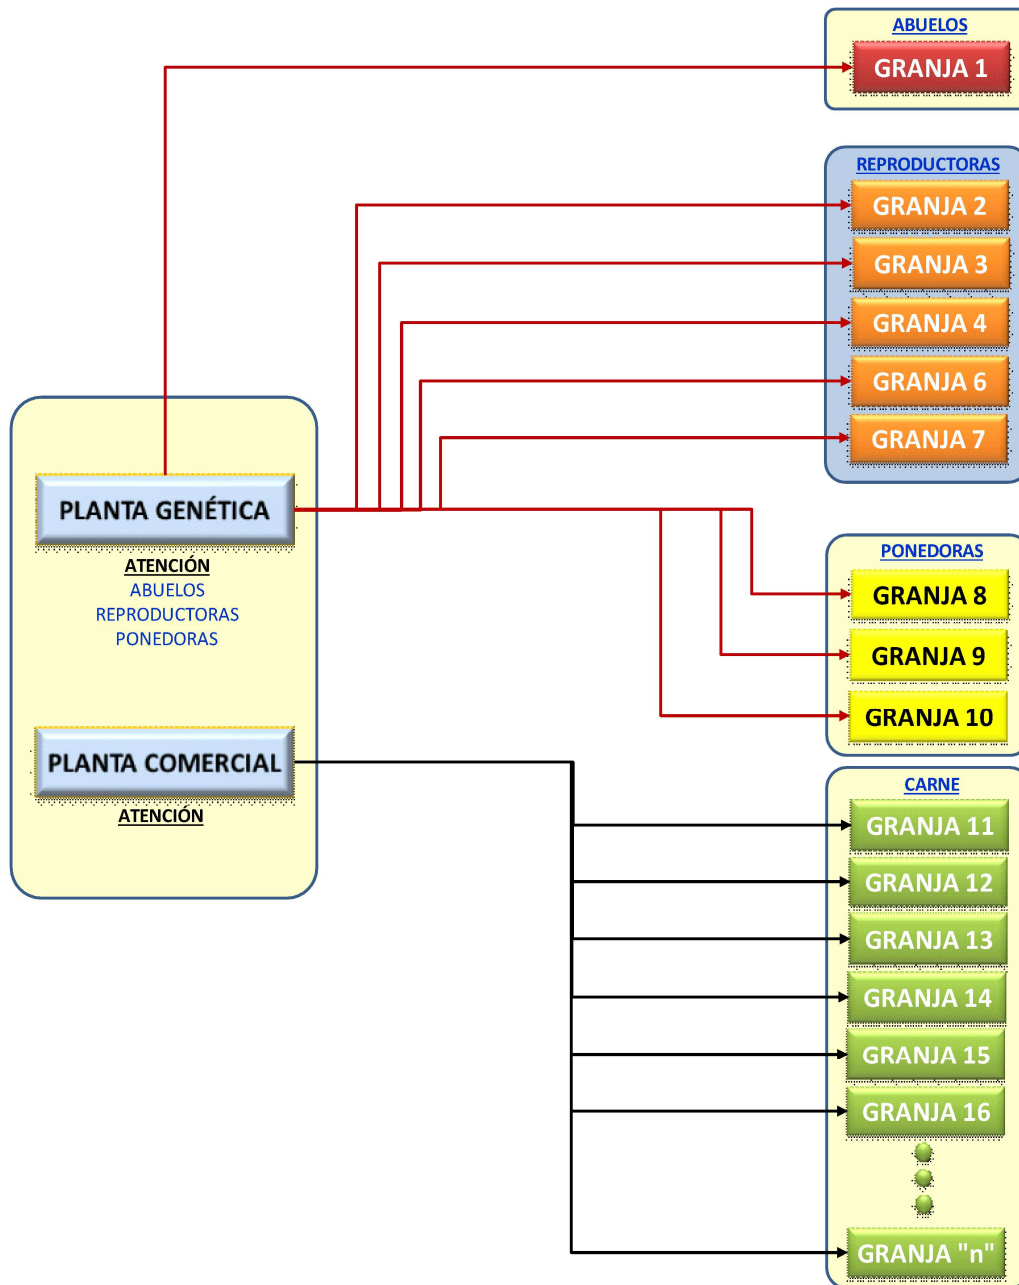 ABUELOS
GRANJA 1
REPRODUCTORAS
GRANJA 2
GRANJA 3
GRANJA 4
GRANJA 6
GRANJA 7
PLANTA GENÉTICA
ATENCIÓN
ABUELOS
REPRODUCTORAS
PONEDORAS
PONEDORAS
GRANJA 8
GRANJA 9
GRANJA 10
PLANTA COMERCIAL
ATENCIÓN
CARNE
GRANJA 11
GRANJA 12
GRANJA 13
GRANJA 14
GRANJA 15
GRANJA 16
GRANJA "n"